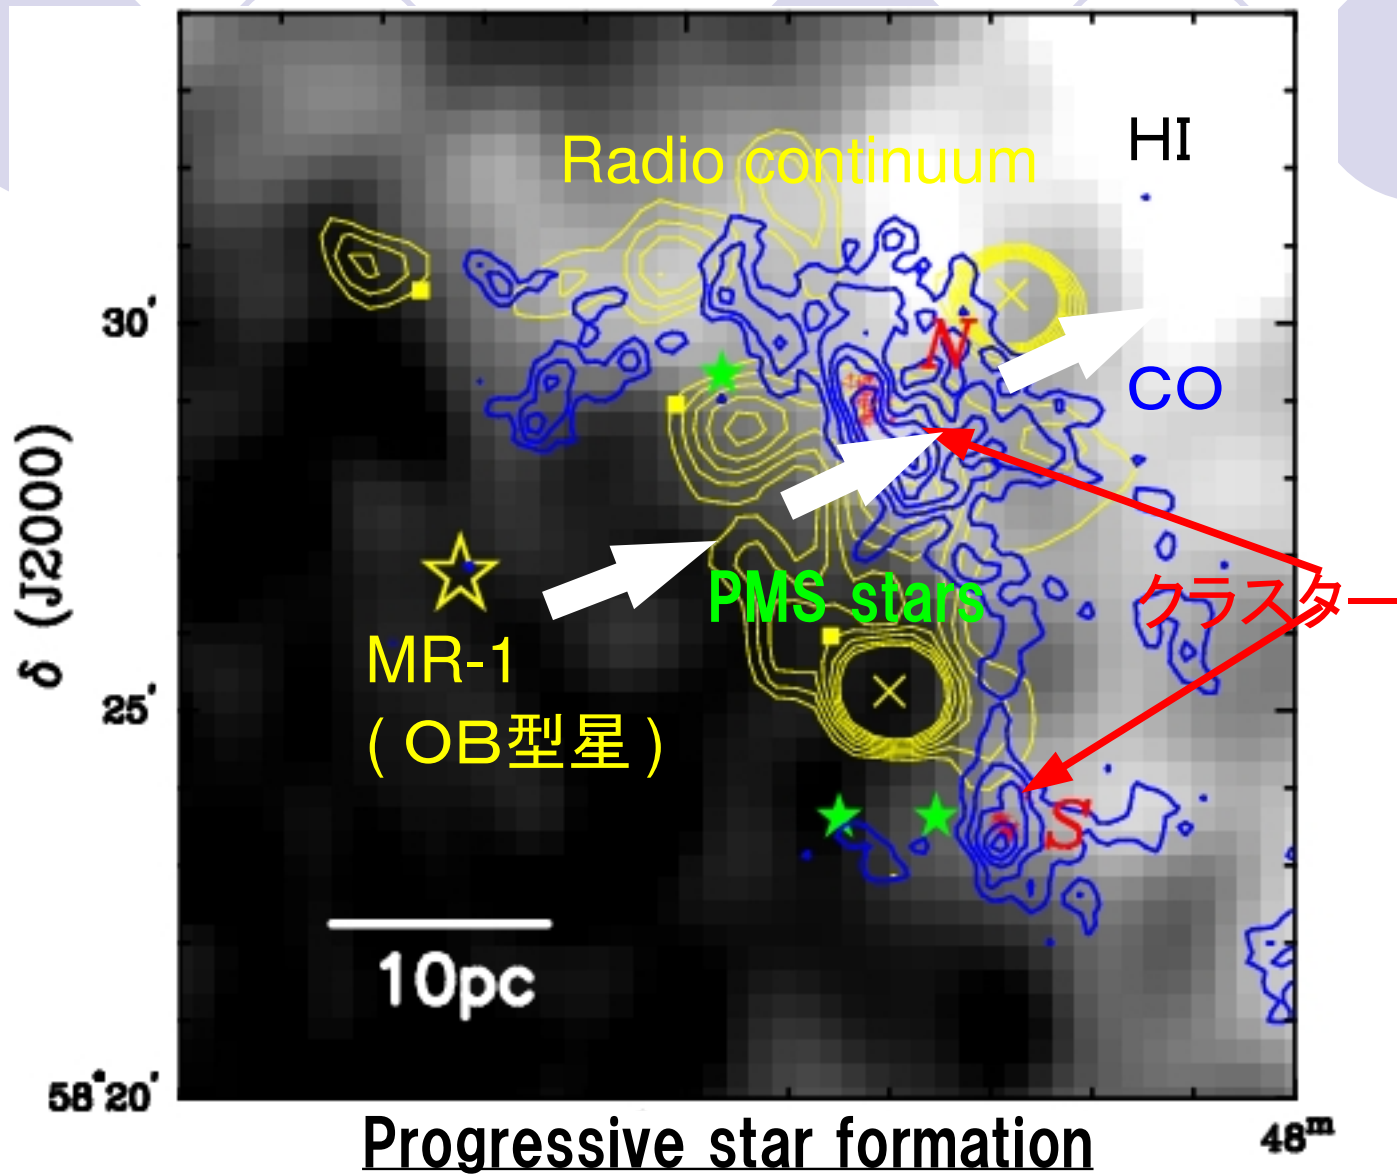 HI
Radio continuum
30′
N
CO
δ (J2000)
PMS stars
クラスター
MR-1
( OB型星 )
25′
S
10pc
58°20′
48ᵐ
Progressive star formation